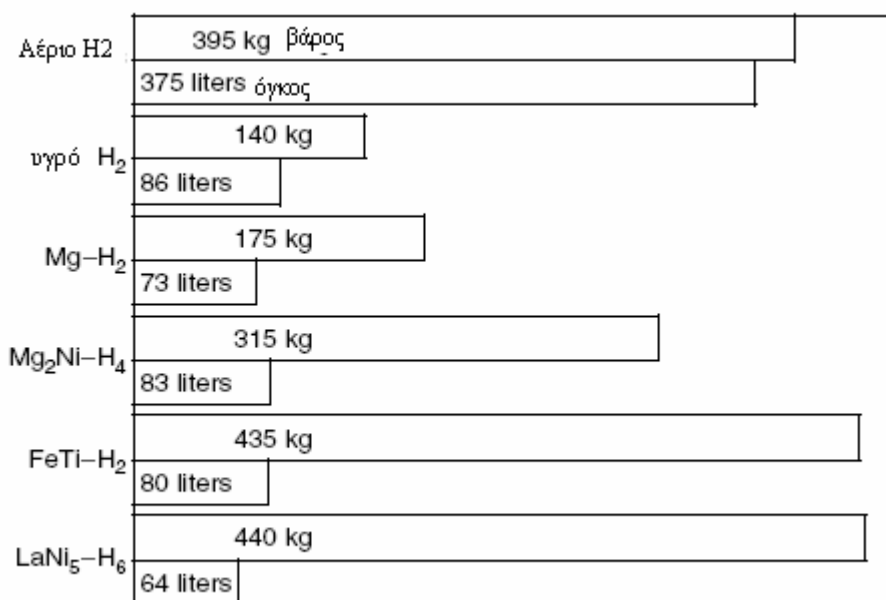 Αέριο H2 395 kg βάρος
375 liters όγκος
υγρό H₂ 140 kg
86 liters
Mg–H₂ 175 kg
73 liters
Mg₂Ni–H₄ 315 kg
83 liters
FeTi–H₂ 435 kg
80 liters
LaNi₅–H₆ 440 kg
64 liters